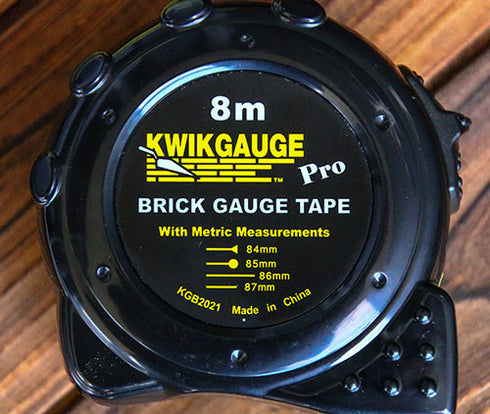 8m
KWIKGAUGE
™
Pro
BRICK GAUGE TAPE
With Metric Measurements
84mm
85mm
86mm
87mm
KGB2021 Made in China